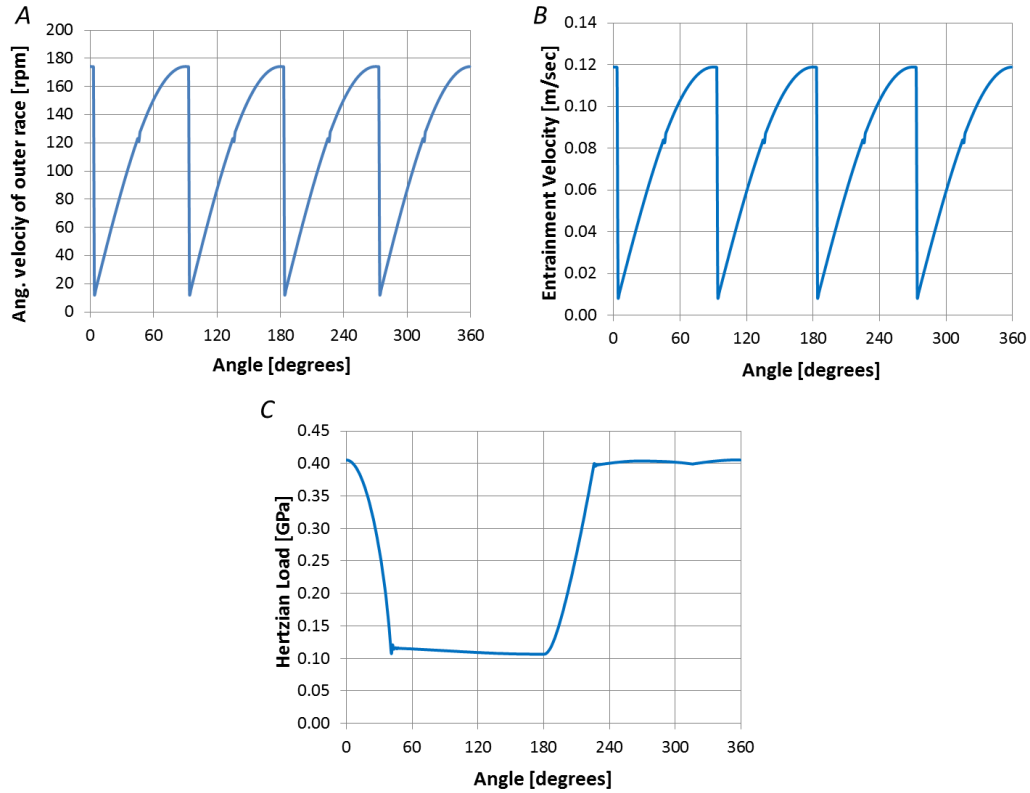 A
Ang. velociy of outer race [rpm]
200
180
160
140
120
100
80
60
40
20
0
0 60 120 180 240 300 360
Angle [degrees]
B
Entrainment Velocity [m/sec]
0.14
0.12
0.10
0.08
0.06
0.04
0.02
0.00
0 60 120 180 240 300 360
Angle [degrees]
C
Hertzian Load [GPa]
0.45
0.40
0.35
0.30
0.25
0.20
0.15
0.10
0.05
0.00
0 60 120 180 240 300 360
Angle [degrees]